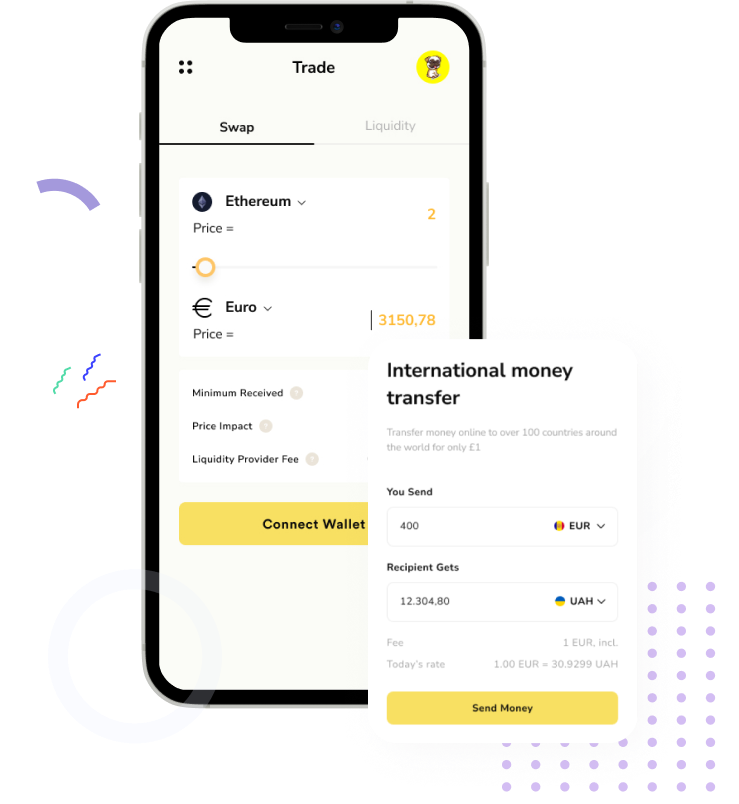 Trade
Swap
Liquidity
Ethereum
2
Price =
Euro
3150,78
Price =
Minimum Received
Price Impact
Liquidity Provider Fee
Connect Wallet
International money
transfer
Transfer money online to over 100 countries around
the world for only £1
You Send
400
EUR
Recipient Gets
12.304,80
UAH
Fee
1 EUR, incl.
Today's rate
1.00 EUR = 30.9299 UAH
Send Money